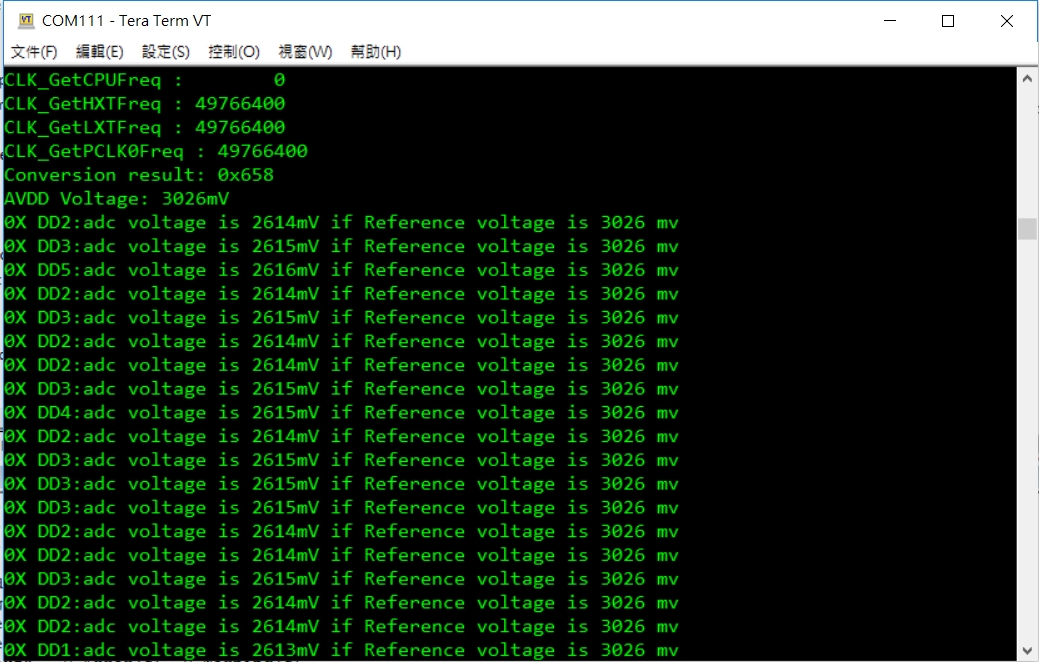 COM111 - Tera Term VT
文件(F) 編輯(E) 設定(S) 控制(O) 視窗(W) 幫助(H)
CLK_GetCPUFreq :        0
CLK_GetHXTFreq : 49766400
CLK_GetLXTFreq : 49766400
CLK_GetPCLK0Freq : 49766400
Conversion result: 0x658
AVDD Voltage: 3026mV
0X DD2:adc voltage is 2614mV if Reference voltage is 3026 mv
0X DD3:adc voltage is 2615mV if Reference voltage is 3026 mv
0X DD5:adc voltage is 2616mV if Reference voltage is 3026 mv
0X DD2:adc voltage is 2614mV if Reference voltage is 3026 mv
0X DD3:adc voltage is 2615mV if Reference voltage is 3026 mv
0X DD2:adc voltage is 2614mV if Reference voltage is 3026 mv
0X DD2:adc voltage is 2614mV if Reference voltage is 3026 mv
0X DD3:adc voltage is 2615mV if Reference voltage is 3026 mv
0X DD4:adc voltage is 2615mV if Reference voltage is 3026 mv
0X DD2:adc voltage is 2614mV if Reference voltage is 3026 mv
0X DD3:adc voltage is 2615mV if Reference voltage is 3026 mv
0X DD3:adc voltage is 2615mV if Reference voltage is 3026 mv
0X DD3:adc voltage is 2615mV if Reference voltage is 3026 mv
0X DD2:adc voltage is 2614mV if Reference voltage is 3026 mv
0X DD2:adc voltage is 2614mV if Reference voltage is 3026 mv
0X DD3:adc voltage is 2615mV if Reference voltage is 3026 mv
0X DD2:adc voltage is 2614mV if Reference voltage is 3026 mv
0X DD2:adc voltage is 2614mV if Reference voltage is 3026 mv
0X DD1:adc voltage is 2613mV if Reference voltage is 3026 mv